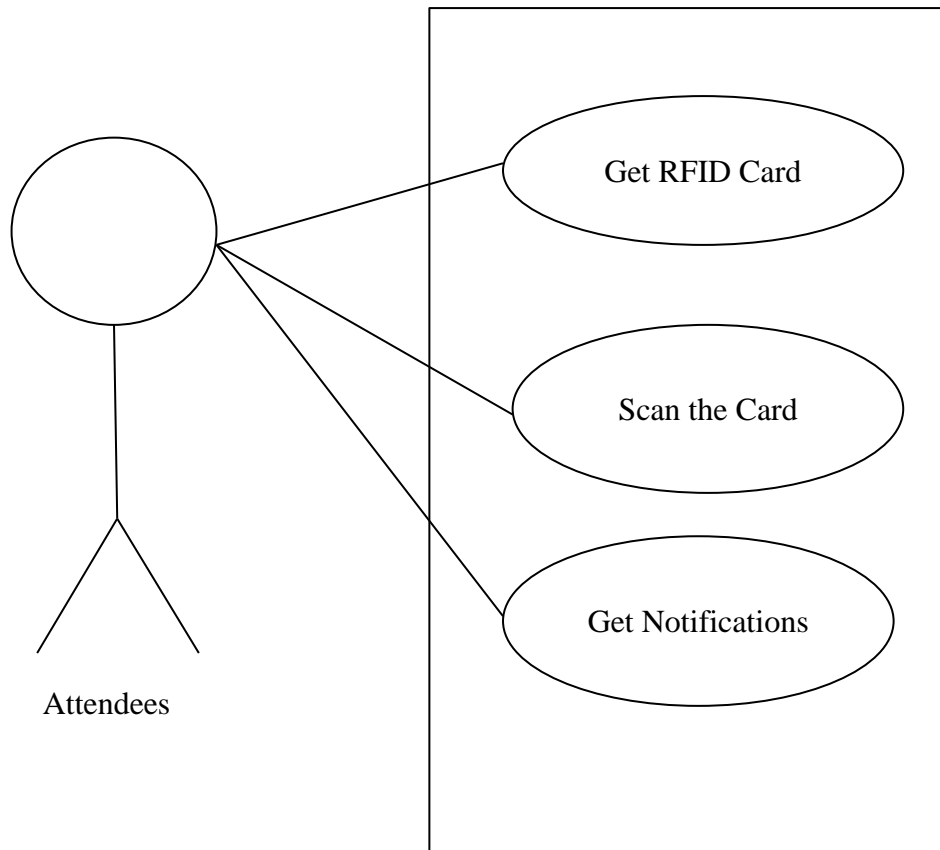 Get RFID Card
Scan the Card
Get Notifications
Attendees